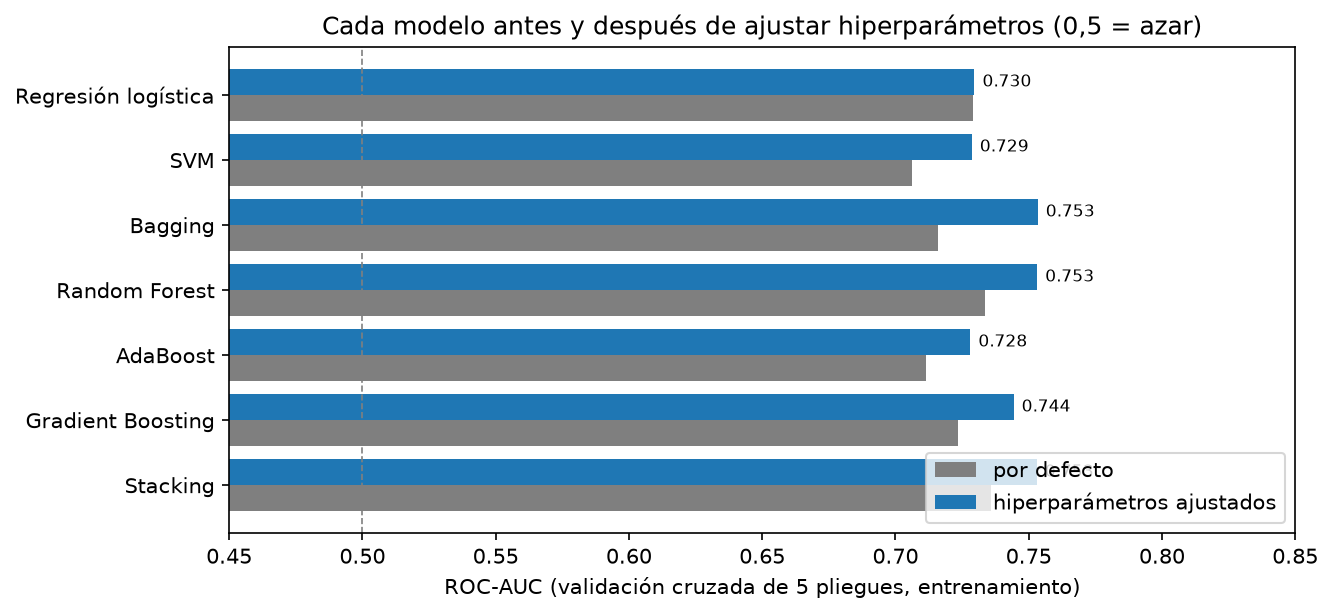 Cada modelo antes y después de ajustar hiperparámetros (0,5 = azar)
Regresión logística
0.730
SVM
0.729
Bagging
0.753
Random Forest
0.753
AdaBoost
0.728
Gradient Boosting
0.744
Stacking
por defecto
hiperparámetros ajustados
0.45 0.50 0.55 0.60 0.65 0.70 0.75 0.80 0.85
ROC-AUC (validación cruzada de 5 pliegues, entrenamiento)